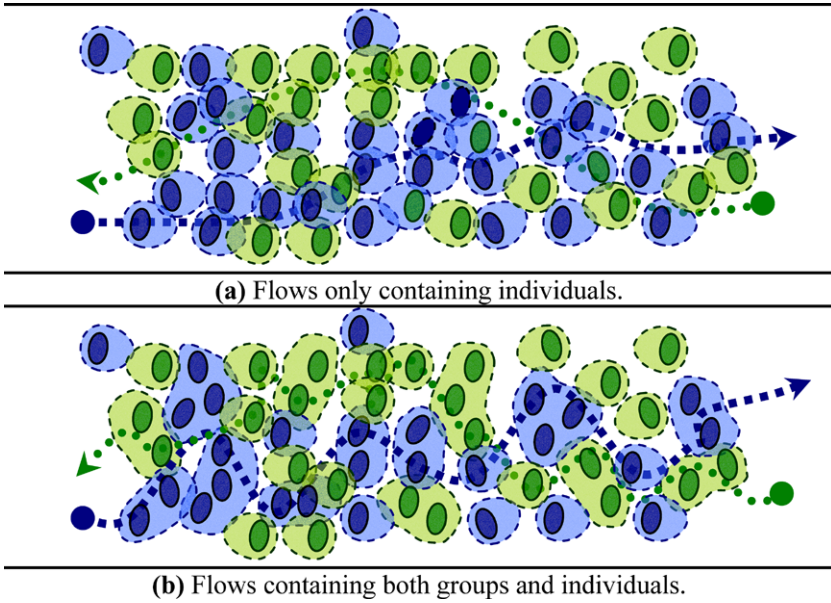 (a) Flows only containing individuals.
(b) Flows containing both groups and individuals.